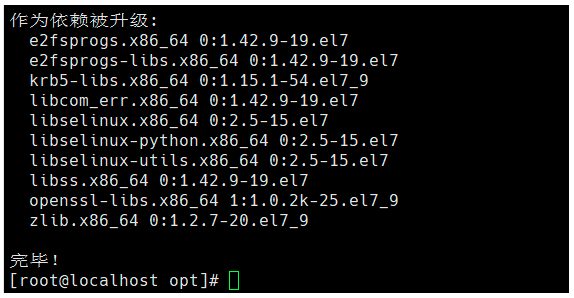 作为依赖被升级:
e2fsprogs.x86_64 0:1.42.9-19.el7
e2fsprogs-libs.x86_64 0:1.42.9-19.el7
krb5-libs.x86_64 0:1.15.1-54.el7_9
libcom_err.x86_64 0:1.42.9-19.el7
libselinux.x86_64 0:2.5-15.el7
libselinux-python.x86_64 0:2.5-15.el7
libselinux-utils.x86_64 0:2.5-15.el7
libss.x86_64 0:1.42.9-19.el7
openssl-libs.x86_64 1:1.0.2k-25.el7_9
zlib.x86_64 0:1.2.7-20.el7_9
完毕!
[root@localhost opt]#